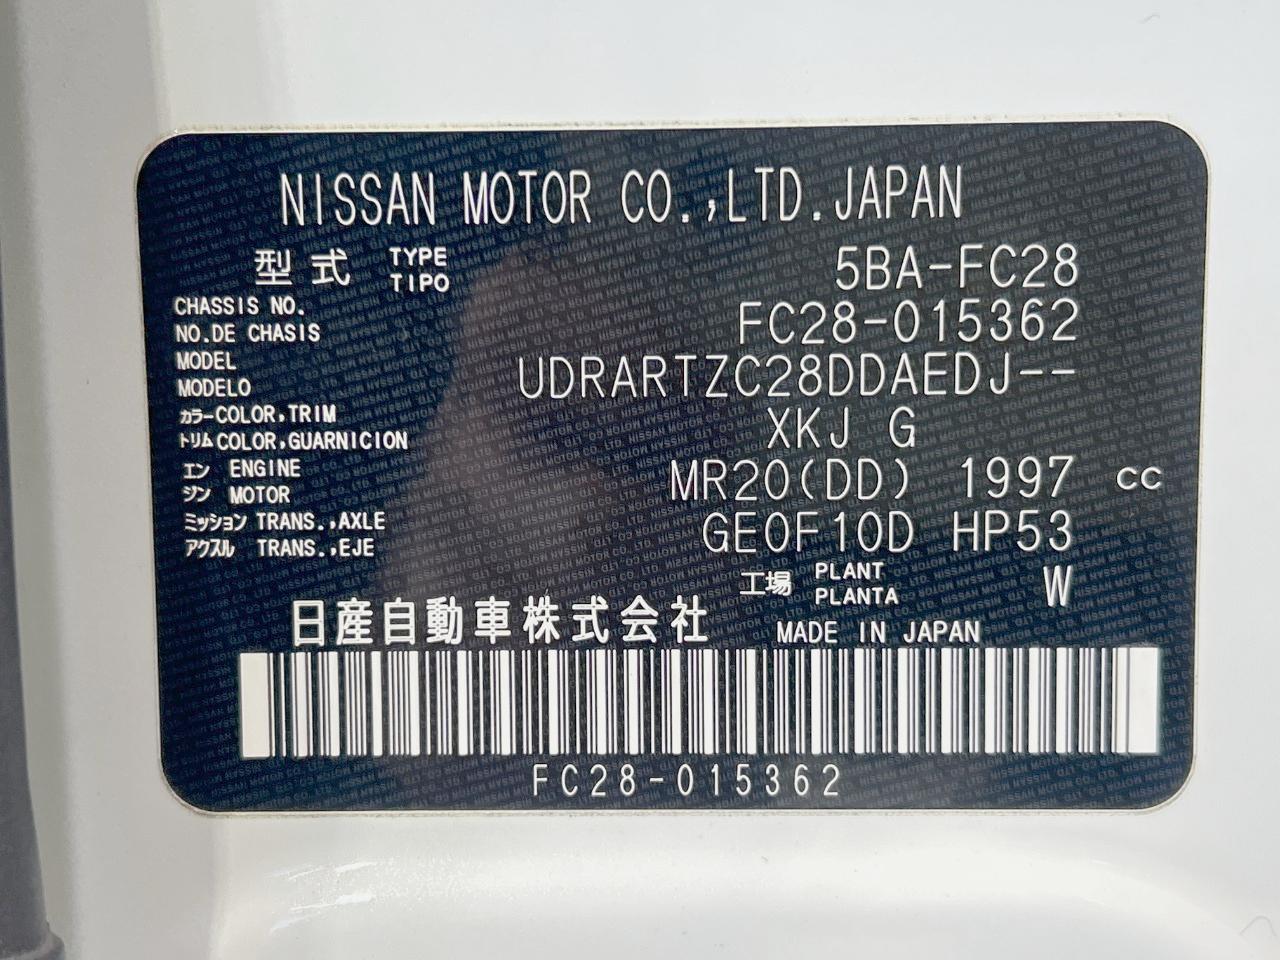 NISSAN MOTOR CO.,LTD.JAPAN
型式 TYPE TIPO 5BA-FC28
CHASSIS NO.
NO.DE CHASIS FC28-015362
MODEL
MODELO UDRARTZC28DDAEDJ--
カラー COLOR,TRIM
トリム COLOR,GUARNICION XKJ G
エン ENGINE
ジン MOTOR MR20(DD) 1997 cc
ミッション TRANS.,AXLE
アクスル TRANS.,EJE GE0F10D HP53
工場 PLANT PLANTA W
日産自動車株式会社 MADE IN JAPAN
FC28-015362